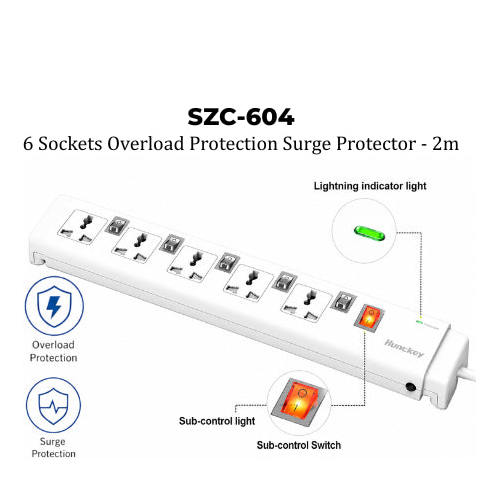 SZC-604
6 Sockets Overload Protection Surge Protector - 2m
Lightning indicator light
Hunckey
Overload
Protection
Sub-control light
Sub-control Switch
Surge
Protection